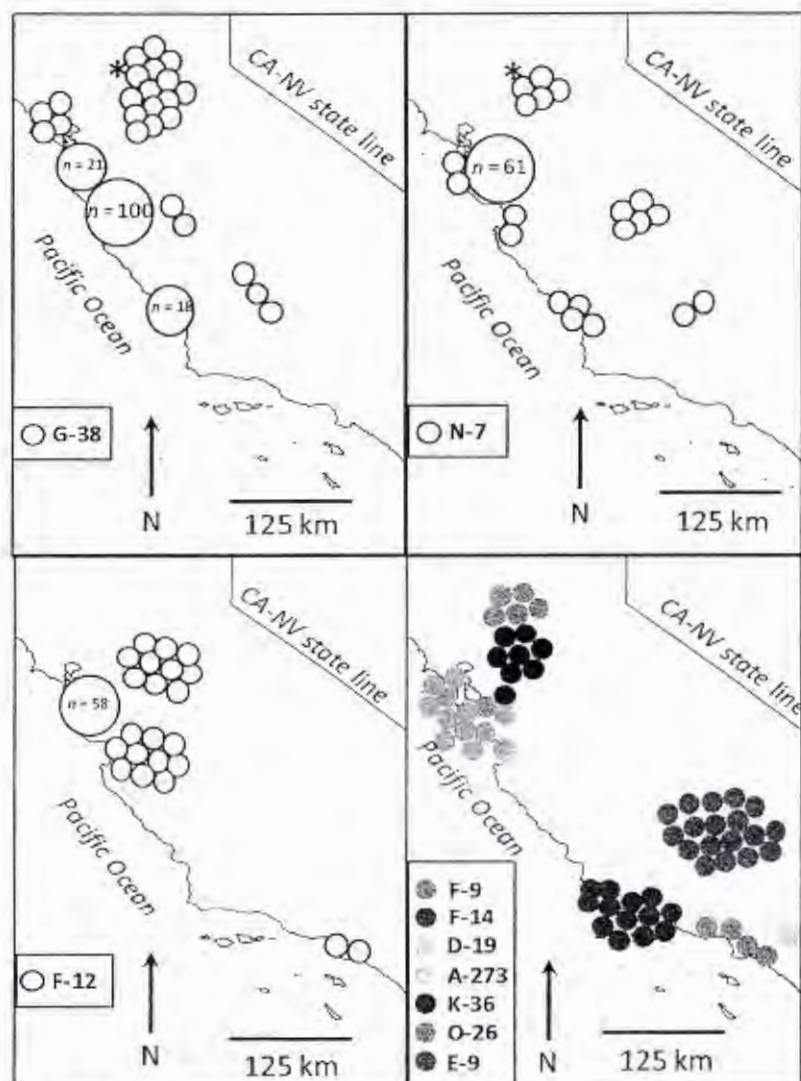 CA-NV state line
*
n = 21
n = 100
n = 18
Pacific Ocean
G-38
N
125 km
CA-NV state line
*
n = 61
Pacific Ocean
N-7
N
125 km
CA-NV state line
n = 58
Pacific Ocean
F-12
N
125 km
CA-NV state line
Pacific Ocean
F-9
F-14
D-19
A-273
K-36
O-26
E-9
N
125 km